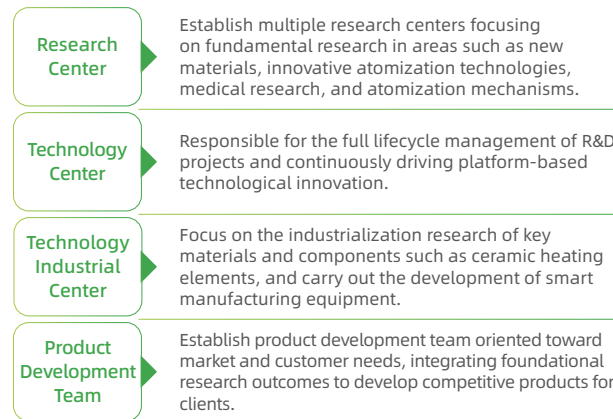 Research
Center
Establish multiple research centers focusing
on fundamental research in areas such as new
materials, innovative atomization technologies,
medical research, and atomization mechanisms.
Technology
Center
Responsible for the full lifecycle management of R&D
projects and continuously driving platform-based
technological innovation.
Technology
Industrial
Center
Focus on the industrialization research of key
materials and components such as ceramic heating
elements, and carry out the development of smart
manufacturing equipment.
Product
Development
Team
Establish product development team oriented toward
market and customer needs, integrating foundational
research outcomes to develop competitive products for
clients.